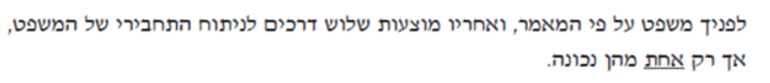 לפניך משפט על פי המאמר, ואחריו מוצעות שלוש דרכים לניתוח התחבירי של המשפט,
אך רק אחת מהן נכונה.